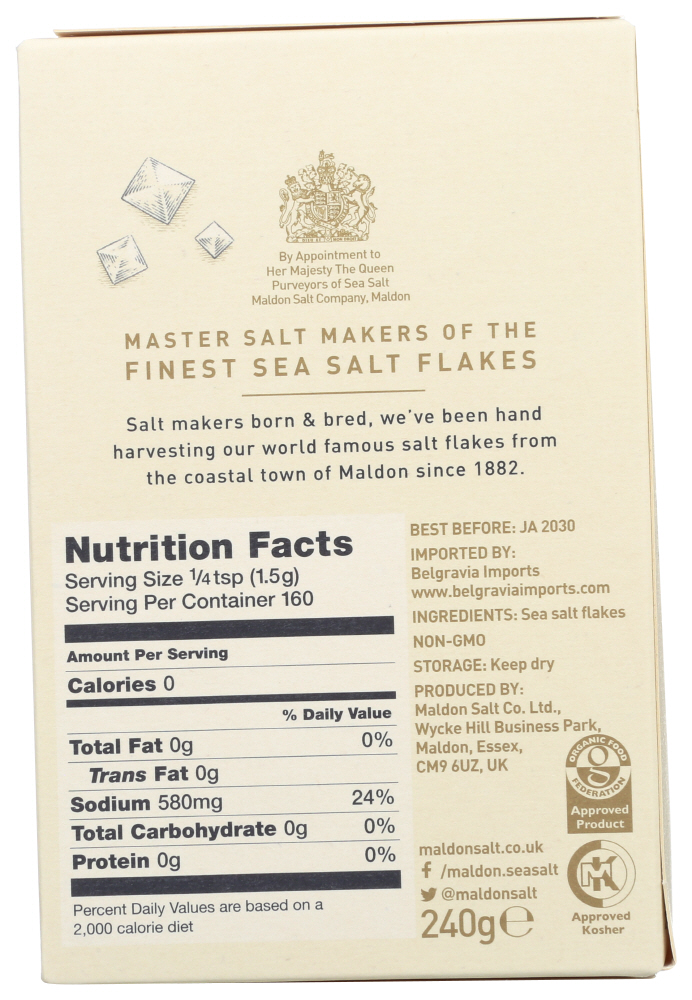 By Appointment to
Her Majesty The Queen
Purveyors of Sea Salt
Maldon Salt Company, Maldon
MASTER SALT MAKERS OF THE
FINEST SEA SALT FLAKES
Salt makers born & bred, we've been hand
harvesting our world famous salt flakes from
the coastal town of Maldon since 1882.
Nutrition Facts
Serving Size 1/4 tsp (1.5g)
Serving Per Container 160
Amount Per Serving
Calories 0
% Daily Value
Total Fat 0g 0%
Trans Fat 0g
Sodium 580mg 24%
Total Carbohydrate 0g 0%
Protein 0g 0%
Percent Daily Values are based on a
2,000 calorie diet
BEST BEFORE: JA 2030
IMPORTED BY:
Belgravia Imports
www.belgraviaimports.com
INGREDIENTS: Sea salt flakes
NON-GMO
STORAGE: Keep dry
PRODUCED BY:
Maldon Salt Co. Ltd.,
Wycke Hill Business Park,
Maldon, Essex,
CM9 6UZ, UK
ORGANIC FOOD
FEDERATION
Approved
Product
maldonsalt.co.uk
f /maldon.seasalt
@maldonsalt
240g℮
MK
Approved
Kosher